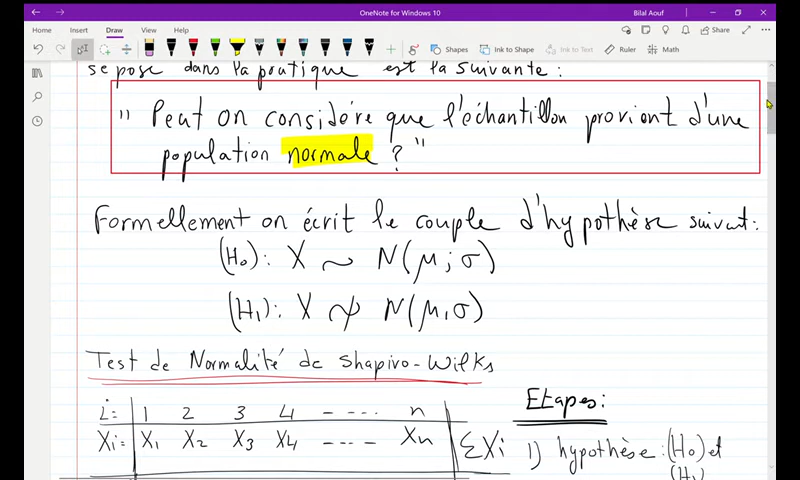 OneNote for Windows 10
Bilal Aouf
Home Insert Draw View Help Share
Shapes Ink to Shape Ink to Text Ruler Math
se pose dans la pratique est la suivante :
" Peut on considére que l'échantillon provient d'une
population normale ? "
Formellement on écrit le couple d'hypothèse suivant:
(H0): X ~ N(μ; σ)
(H1): X ≁ N(μ, σ)
Test de Normalité de Shapiro-Wilks
i= 1 2 3 4 ---- n
Xi= X1 X2 X3 X4 ---- Xn ΣXi
Etapes:
1) hypothèse : (H0) et
(H1)